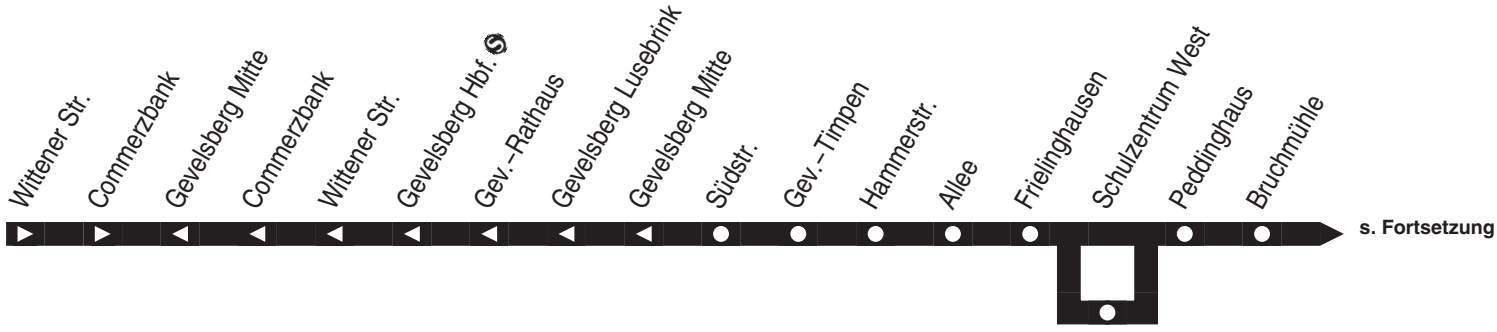 Wittener Str.
Commerzbank
Gevelsberg Mitte
Commerzbank
Wittener Str.
Gevelsberg Hbf. S
Gev.-Rathaus
Gevelsberg Lusebrink
Gevelsberg Mitte
Südstr.
Gev.-Timpen
Hammerstr.
Allee
Frielinghausen
Schulzentrum West
Peddinghaus
Bruchmühle
s. Fortsetzung